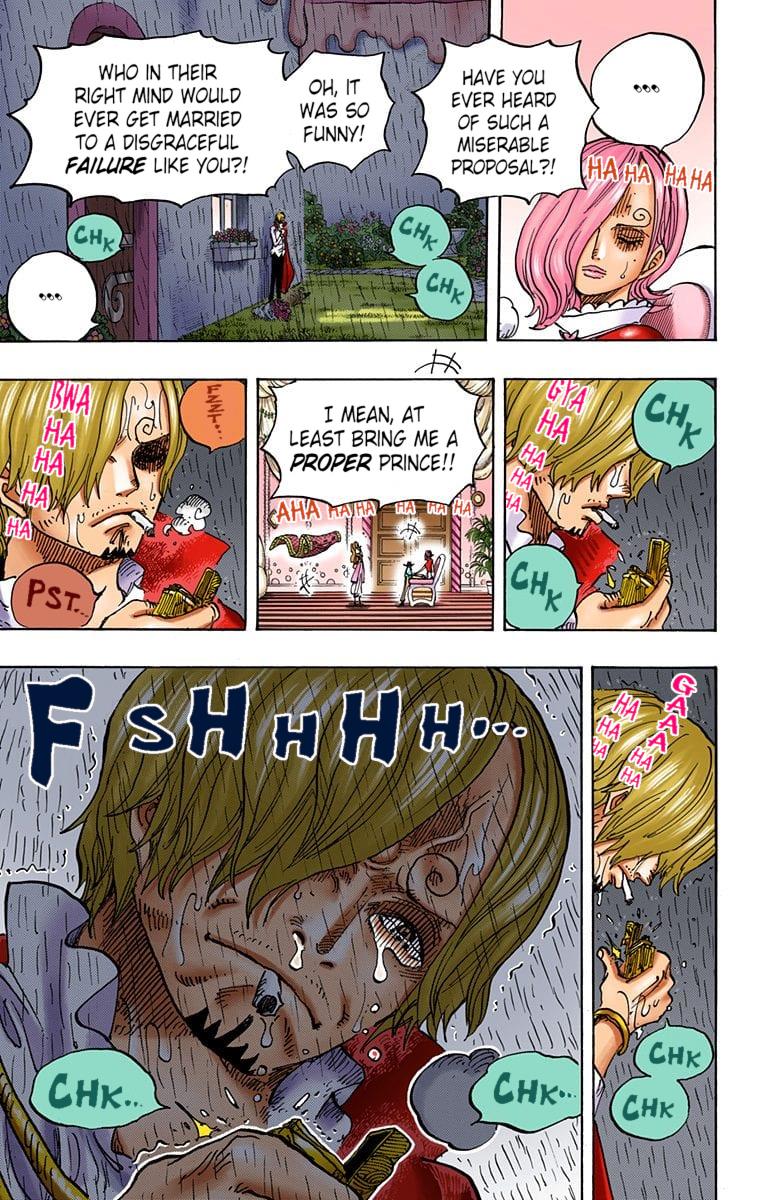 ...
HA HA HA HA
HAVE YOU
EVER HEARD
OF SUCH A
MISERABLE
PROPOSAL?!
OH, IT
WAS SO
FUNNY!
WHO IN THEIR
RIGHT MIND WOULD
EVER GET MARRIED
TO A DISGRACEFUL
FAILURE LIKE YOU?!
CHK
CHK
CHK
...
CHK
GYA
HA
HA
HA
HA
CHK
I MEAN, AT
LEAST BRING ME A
PROPER PRINCE!!
AHA HA HA HA HA HA
FZZT...
BWA
HA
HA
HA
HA
PST...
GAAA
HA
HA
HA
HA
HA
CHK
CHK
FSHHHH...
CHK...
CHK...